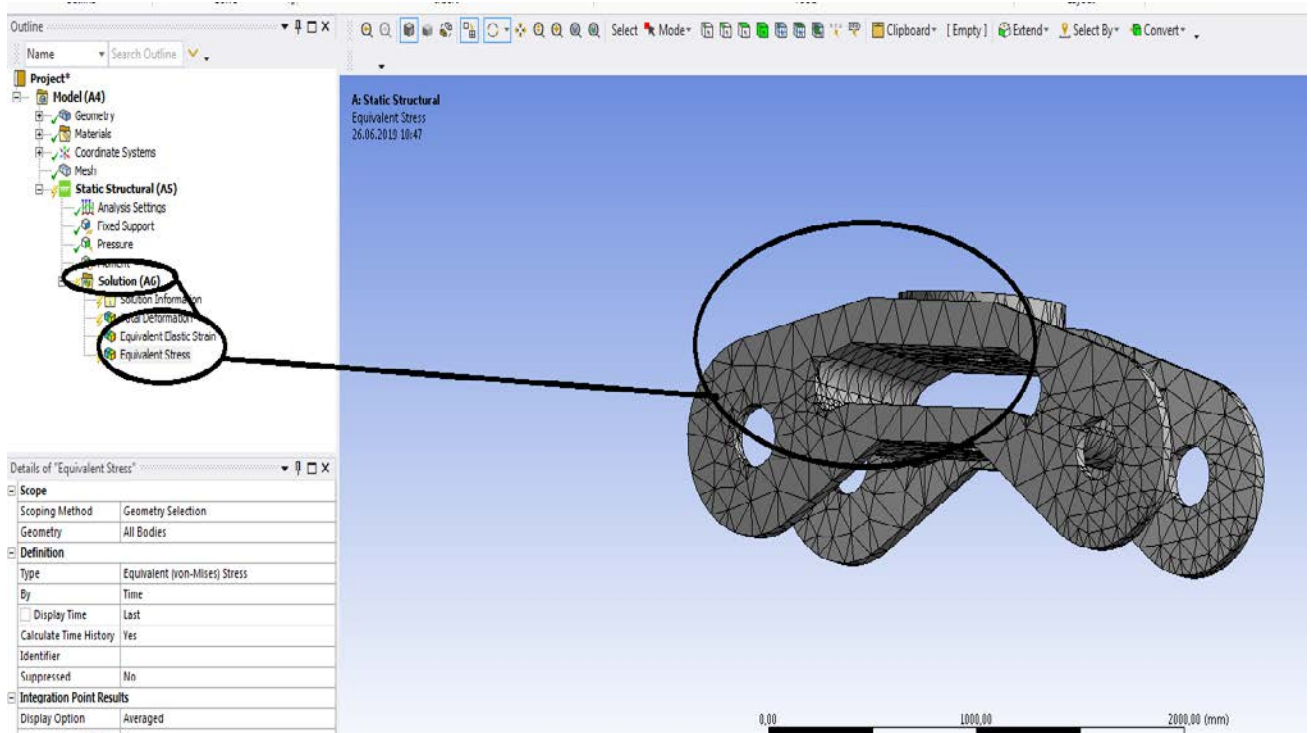 Outline
Select Mode [Empty] Clipboard Extend Select By Convert
Name Search Outline
Project*
Model (A4)
Geometry
Materials
Coordinate Systems
Mesh
Static Structural (A5)
Analysis Settings
Fixed Support
Pressure
Solution (A6)
Solution Information
Total Deformation
Equivalent Elastic Strain
Equivalent Stress
A: Static Structural
Equivalent Stress
26.06.2019 10:47
Details of "Equivalent Stress"
Scope
Scoping Method Geometry Selection
Geometry All Bodies
Definition
Type Equivalent (von-Mises) Stress
By Time
Display Time Last
Calculate Time History Yes
Identifier
Suppressed No
Integration Point Results
Display Option Averaged
0,00 1000,00 2000,00 (mm)